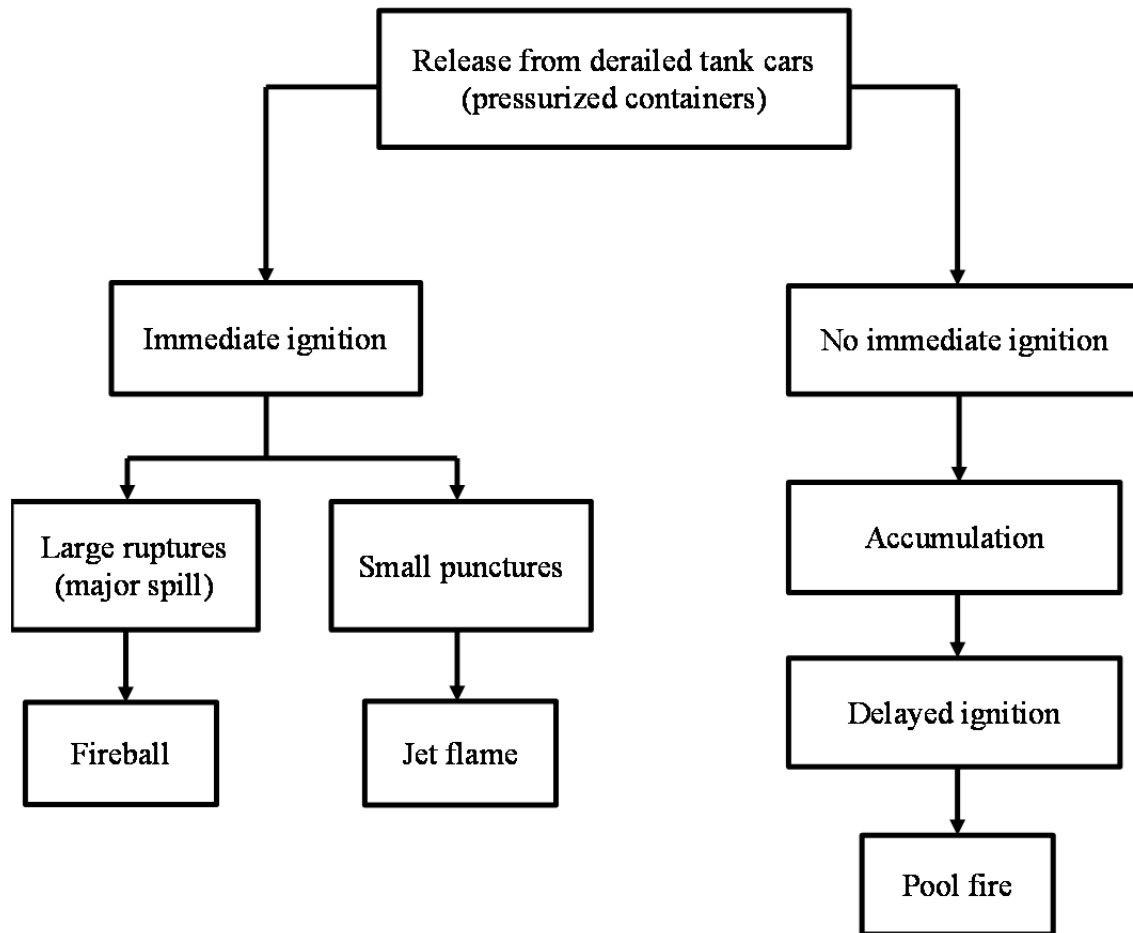 Release from derailed tank cars
(pressurized containers)
Immediate ignition
No immediate ignition
Large ruptures
(major spill)
Small punctures
Accumulation
Fireball
Jet flame
Delayed ignition
Pool fire